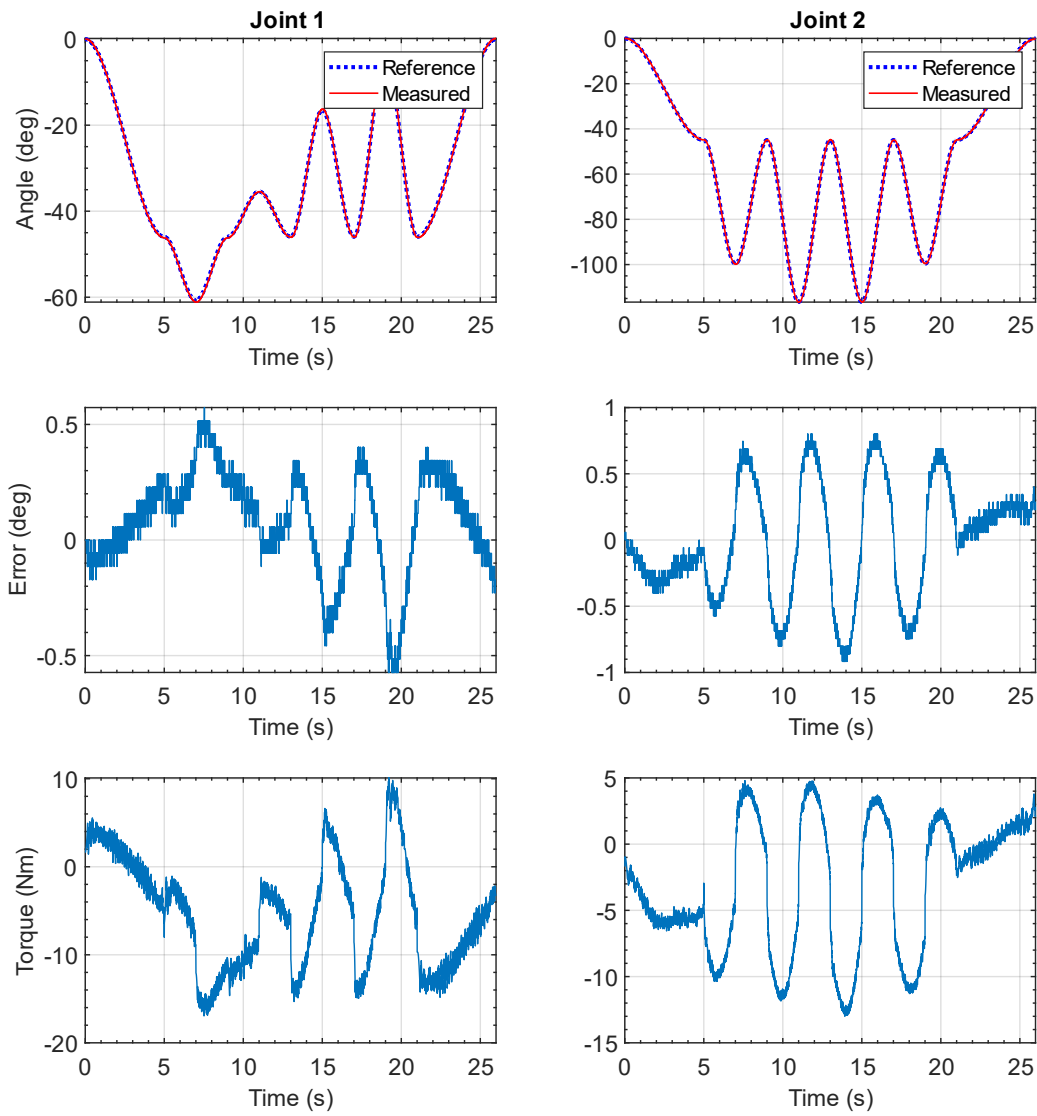 Joint 1
0
-20
-40
-60
Angle (deg)
Reference
Measured
0 5 10 15 20 25
Time (s)
Joint 2
0
-20
-40
-60
-80
-100
Reference
Measured
0 5 10 15 20 25
Time (s)
0.5
0
-0.5
Error (deg)
0 5 10 15 20 25
Time (s)
1
0.5
0
-0.5
-1
0 5 10 15 20 25
Time (s)
10
0
-10
-20
Torque (Nm)
0 5 10 15 20 25
Time (s)
5
0
-5
-10
-15
0 5 10 15 20 25
Time (s)